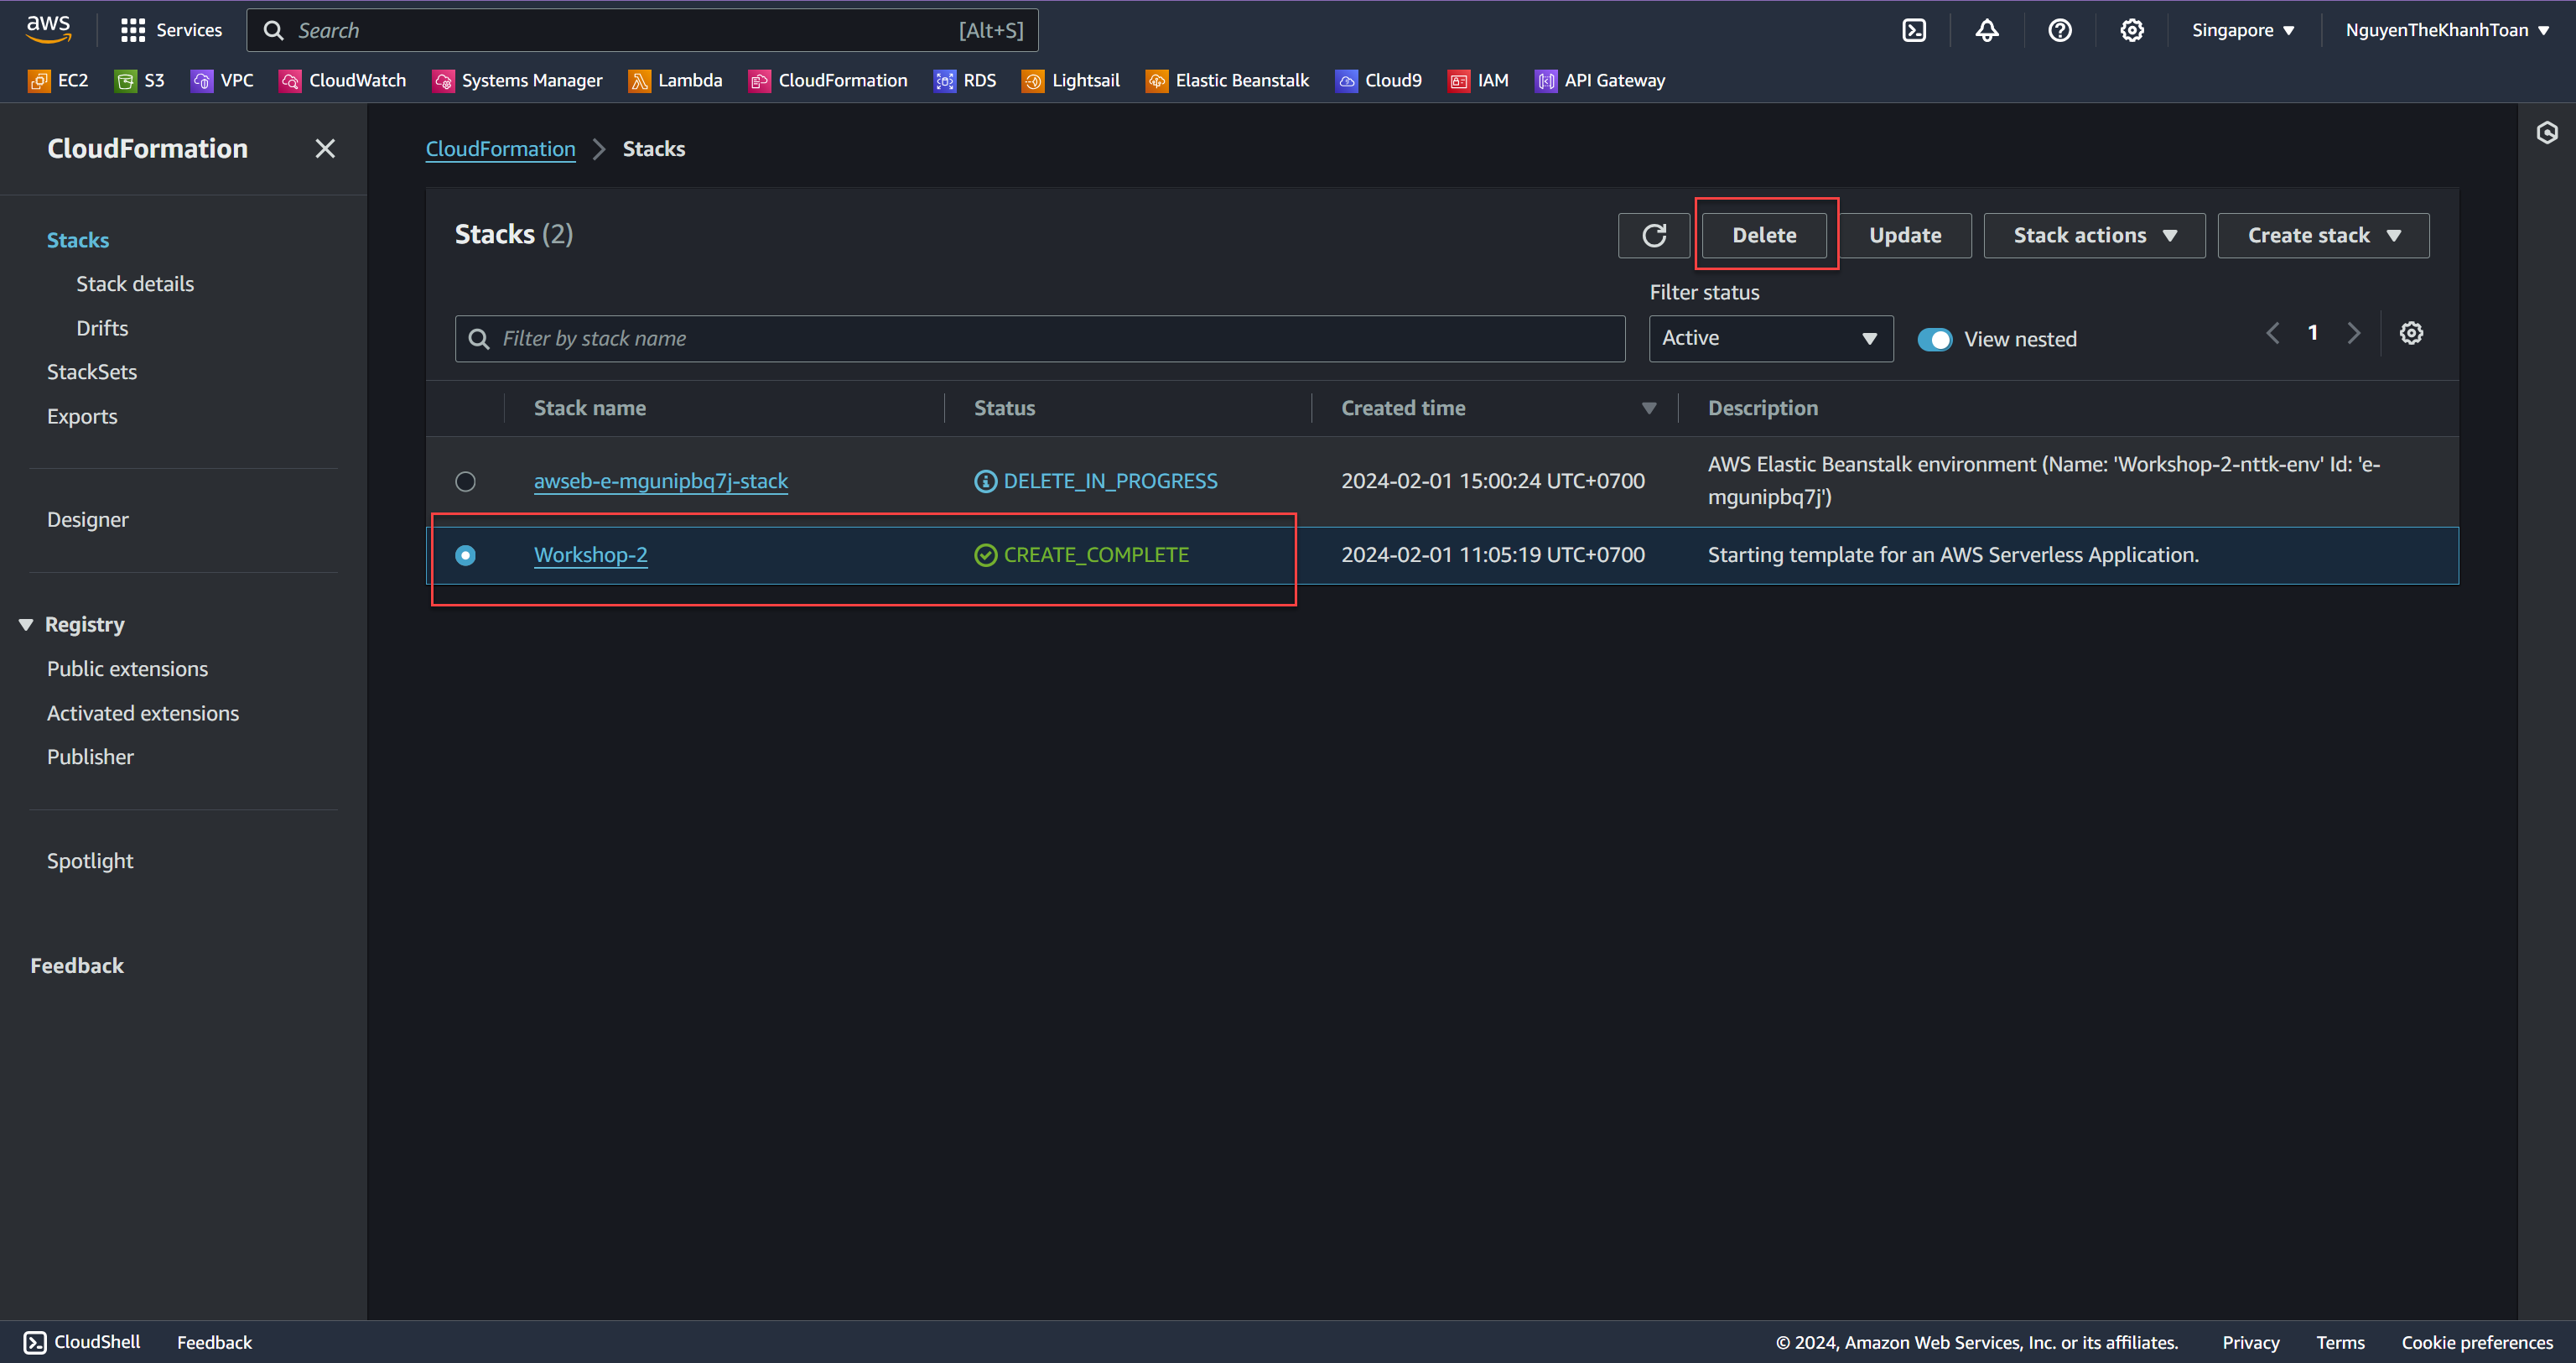 aws Services Search [Alt+S] Singapore NguyenTheKhanhToan
EC2 S3 VPC CloudWatch Systems Manager Lambda CloudFormation RDS Lightsail Elastic Beanstalk Cloud9 IAM API Gateway
CloudFormation
Stacks
Stack details
Drifts
StackSets
Exports
Designer
Registry
Public extensions
Activated extensions
Publisher
Spotlight
Feedback
CloudFormation Stacks
Stacks (2) Delete Update Stack actions Create stack
Filter status
Filter by stack name Active View nested 1
Stack name Status Created time Description
awseb-e-mgunipbq7j-stack DELETE_IN_PROGRESS 2024-02-01 15:00:24 UTC+0700 AWS Elastic Beanstalk environment (Name: 'Workshop-2-nttk-env' Id: 'e-
mgunipbq7j')
Workshop-2 CREATE_COMPLETE 2024-02-01 11:05:19 UTC+0700 Starting template for an AWS Serverless Application.
CloudShell Feedback © 2024, Amazon Web Services, Inc. or its affiliates. Privacy Terms Cookie preferences